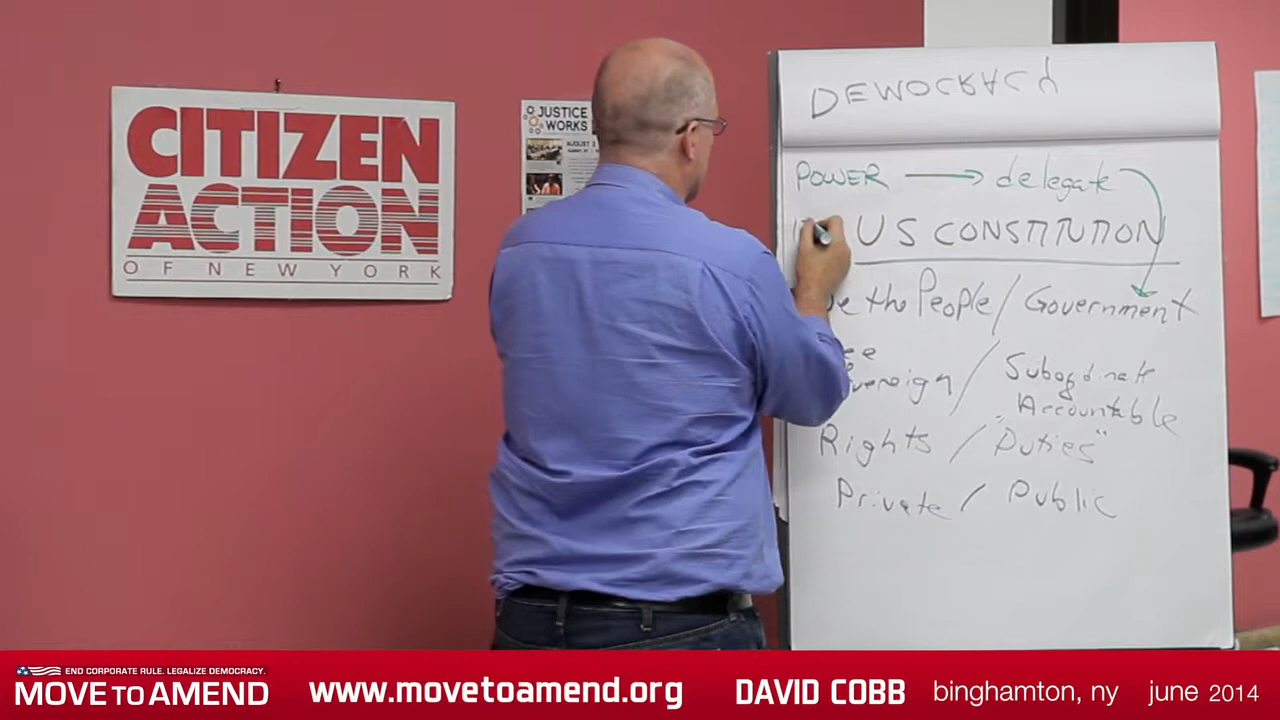 CITIZEN
ACTION
OF NEW YORK
JUSTICE
WORKS
AUGUST 2
DEMOCRACY
POWER → delegate
US CONSTITUTION
the People / Government
Subordinate
Accountable
Rights / "Duties"
Private / Public
END CORPORATE RULE. LEGALIZE DEMOCRACY.
MOVE TO AMEND
www.movetoamend.org
DAVID COBB
binghamton, ny
june 2014